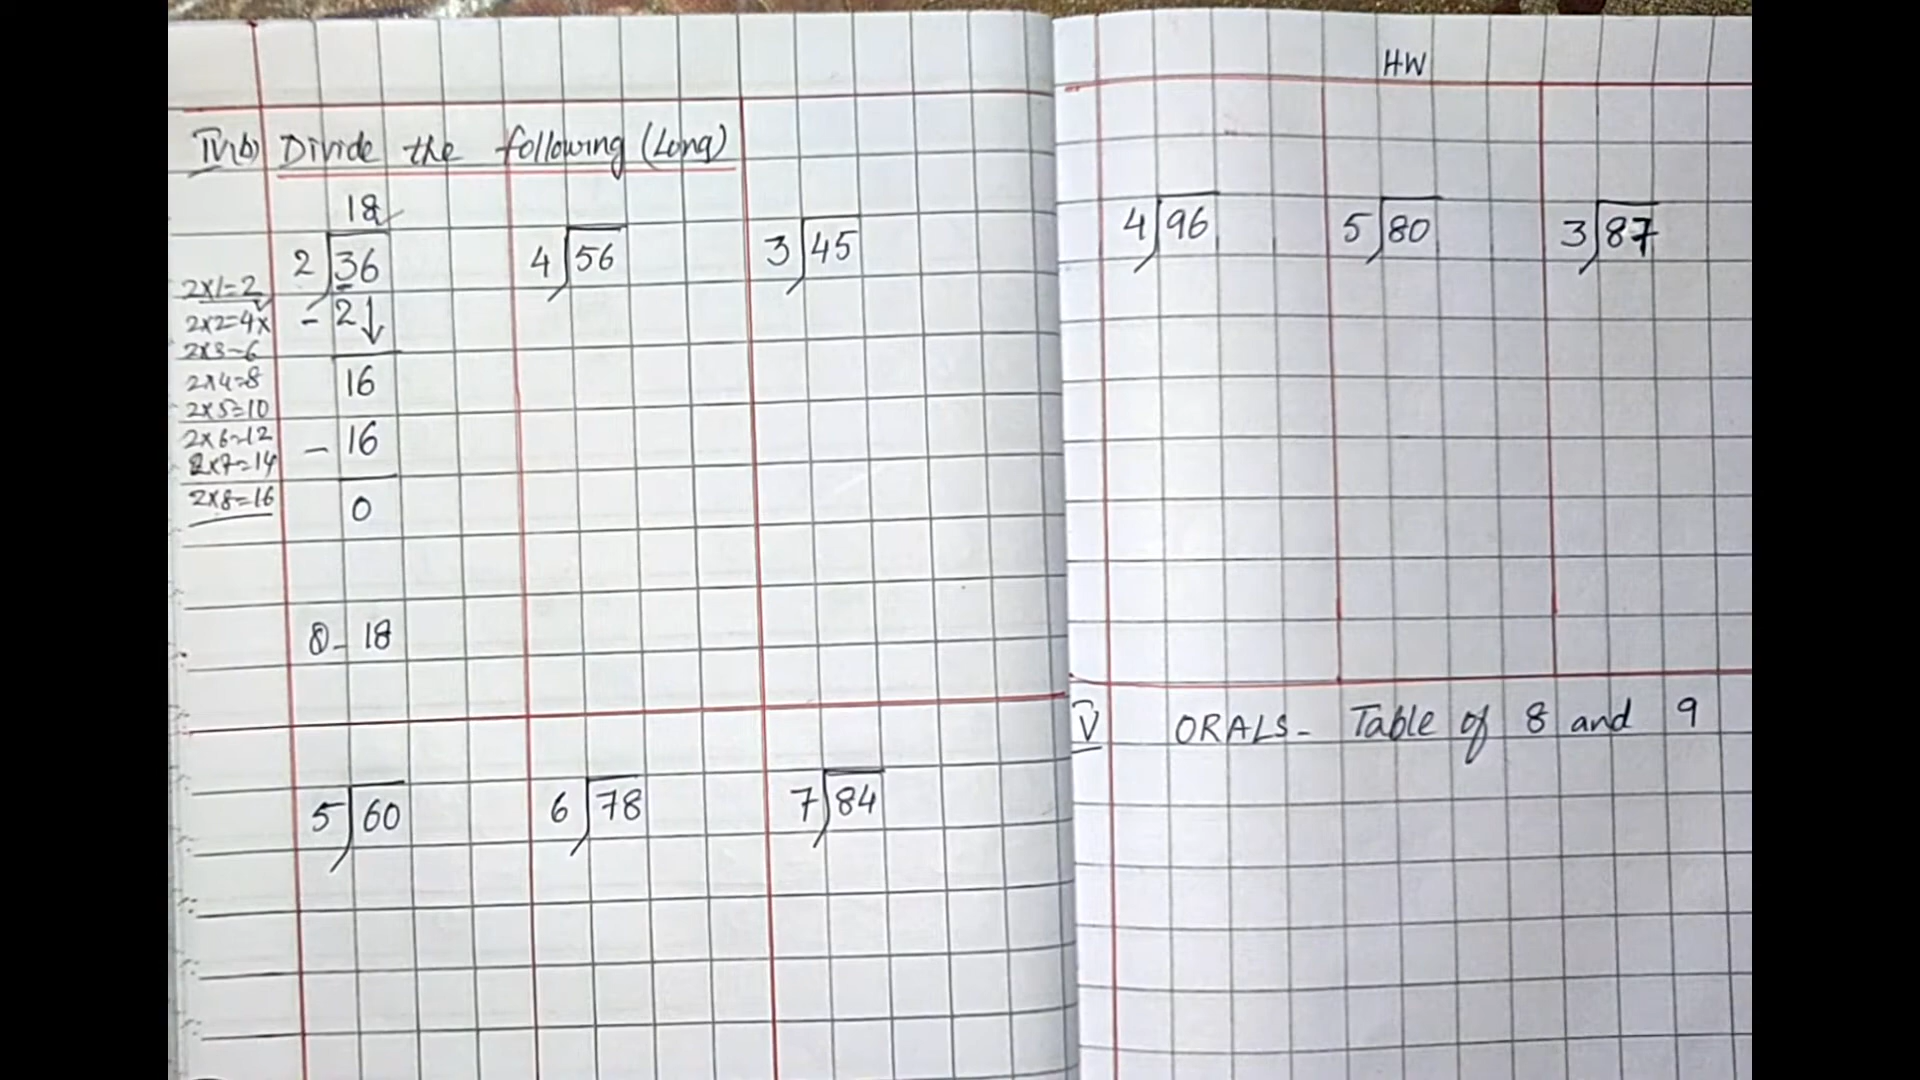 IV(b) Divide the following (Long)
18
2)36
- 2↓
16
- 16
0
Q - 18
2x1=2
2x2=4x
2x3=6
2x4=8
2x5=10
2x6=12
2x7=14
2x8=16
4)56
3)45
5)60
6)78
7)84
HW
4)96
5)80
3)87
V ORALS- Table of 8 and 9